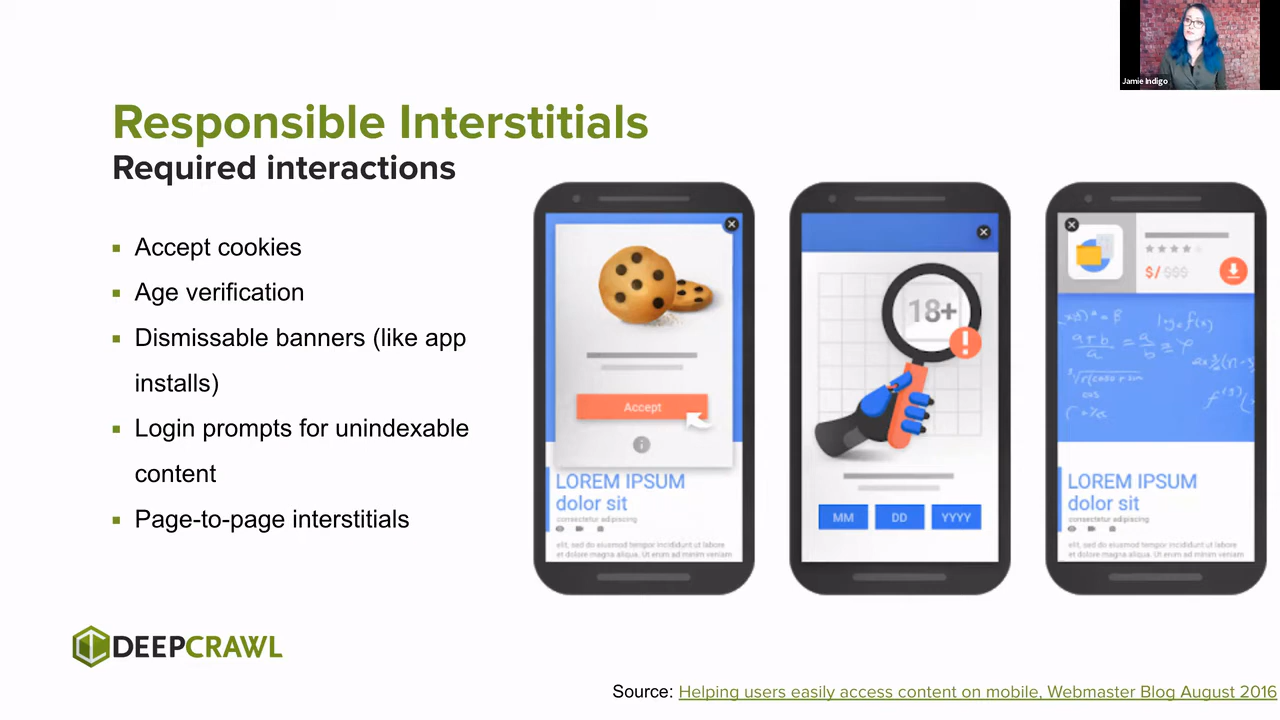 Jamie Indigo
Responsible Interstitials
Required interactions
Accept cookies
Age verification
Dismissable banners (like app
installs)
Login prompts for unindexable
content
Page-to-page interstitials
Accept
LOREM IPSUM
dolor sit
consectetur adipiscing
elit, sed do eiusmod tempor incididunt ut labore
et dolore magna aliqua. Ut enim ad minim veniam
18+
!
MM
DD
YYYY
$/$$$
LOREM IPSUM
dolor sit
consectetur adipiscing
elit, sed do eiusmod tempor incididunt ut labore
et dolore magna aliqua. Ut enim ad minim veniam
DEEPCRAWL
Source: Helping users easily access content on mobile, Webmaster Blog August 2016